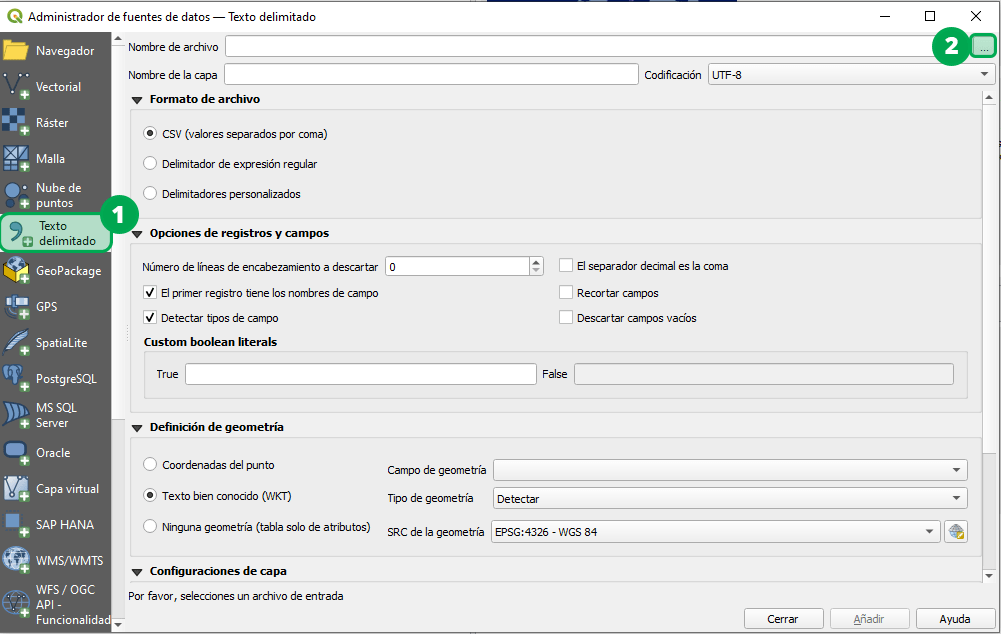 Administrador de fuentes de datos — Texto delimitado
Navegador
Vectorial
Ráster
Malla
Nube de
puntos
1
Texto
delimitado
GeoPackage
GPS
SpatiaLite
PostgreSQL
MS SQL
Server
Oracle
Capa virtual
SAP HANA
WMS/WMTS
WFS / OGC
API -
Funcionalidad
Nombre de archivo
2
...
Nombre de la capa
Codificación
UTF-8
Formato de archivo
CSV (valores separados por coma)
Delimitador de expresión regular
Delimitadores personalizados
Opciones de registros y campos
Número de líneas de encabezamiento a descartar
0
El separador decimal es la coma
El primer registro tiene los nombres de campo
Recortar campos
Detectar tipos de campo
Descartar campos vacíos
Custom boolean literals
True
False
Definición de geometría
Coordenadas del punto
Campo de geometría
Texto bien conocido (WKT)
Tipo de geometría
Detectar
Ninguna geometría (tabla solo de atributos)
SRC de la geometría
EPSG:4326 - WGS 84
Configuraciones de capa
Por favor, selecciones un archivo de entrada
Cerrar
Añadir
Ayuda